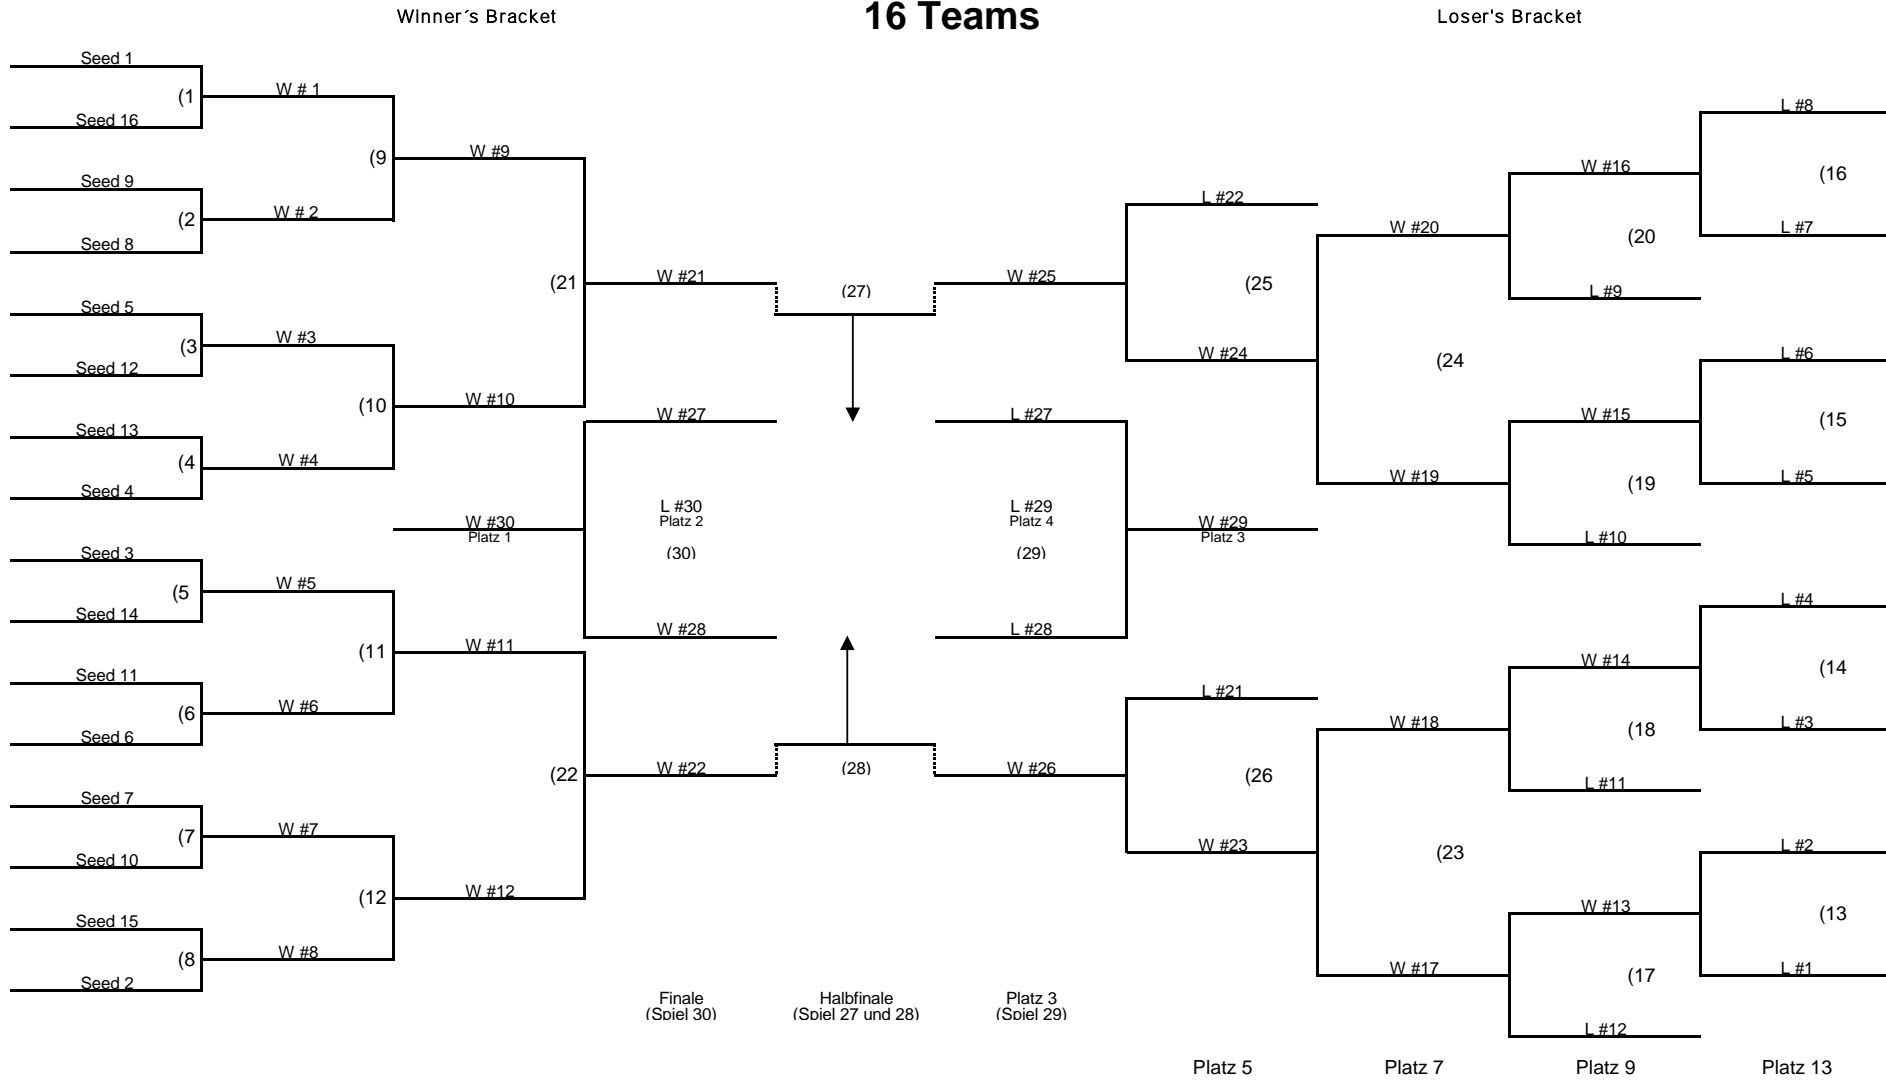 Winner´s Bracket
16 Teams
Loser's Bracket
Seed 1
(1
Seed 16
W # 1
Seed 9
(2
Seed 8
W # 2
(9
W #9
Seed 5
(3
Seed 12
W #3
Seed 13
(4
Seed 4
W #4
(10
W #10
(21
W #21
Seed 3
(5
Seed 14
W #5
Seed 11
(6
Seed 6
W #6
(11
W #11
Seed 7
(7
Seed 10
W #7
Seed 15
(8
Seed 2
W #8
(12
W #12
(22
W #22
(27)
W #27
L #30
Platz 2
(30)
W #28
W #30
Platz 1
(28)
L #27
L #29
Platz 4
(29)
L #28
W #29
Platz 3
W #25
L #22
(25
W #24
W #26
L #21
(26
W #23
W #20
(24
W #19
W #18
(23
W #17
W #16
(20
L #9
W #15
(19
L #10
W #14
(18
L #11
W #13
(17
L #12
L #8
(16
L #7
L #6
(15
L #5
L #4
(14
L #3
L #2
(13
L #1
Finale
(Spiel 30)
Halbfinale
(Spiel 27 und 28)
Platz 3
(Spiel 29)
Platz 5
Platz 7
Platz 9
Platz 13